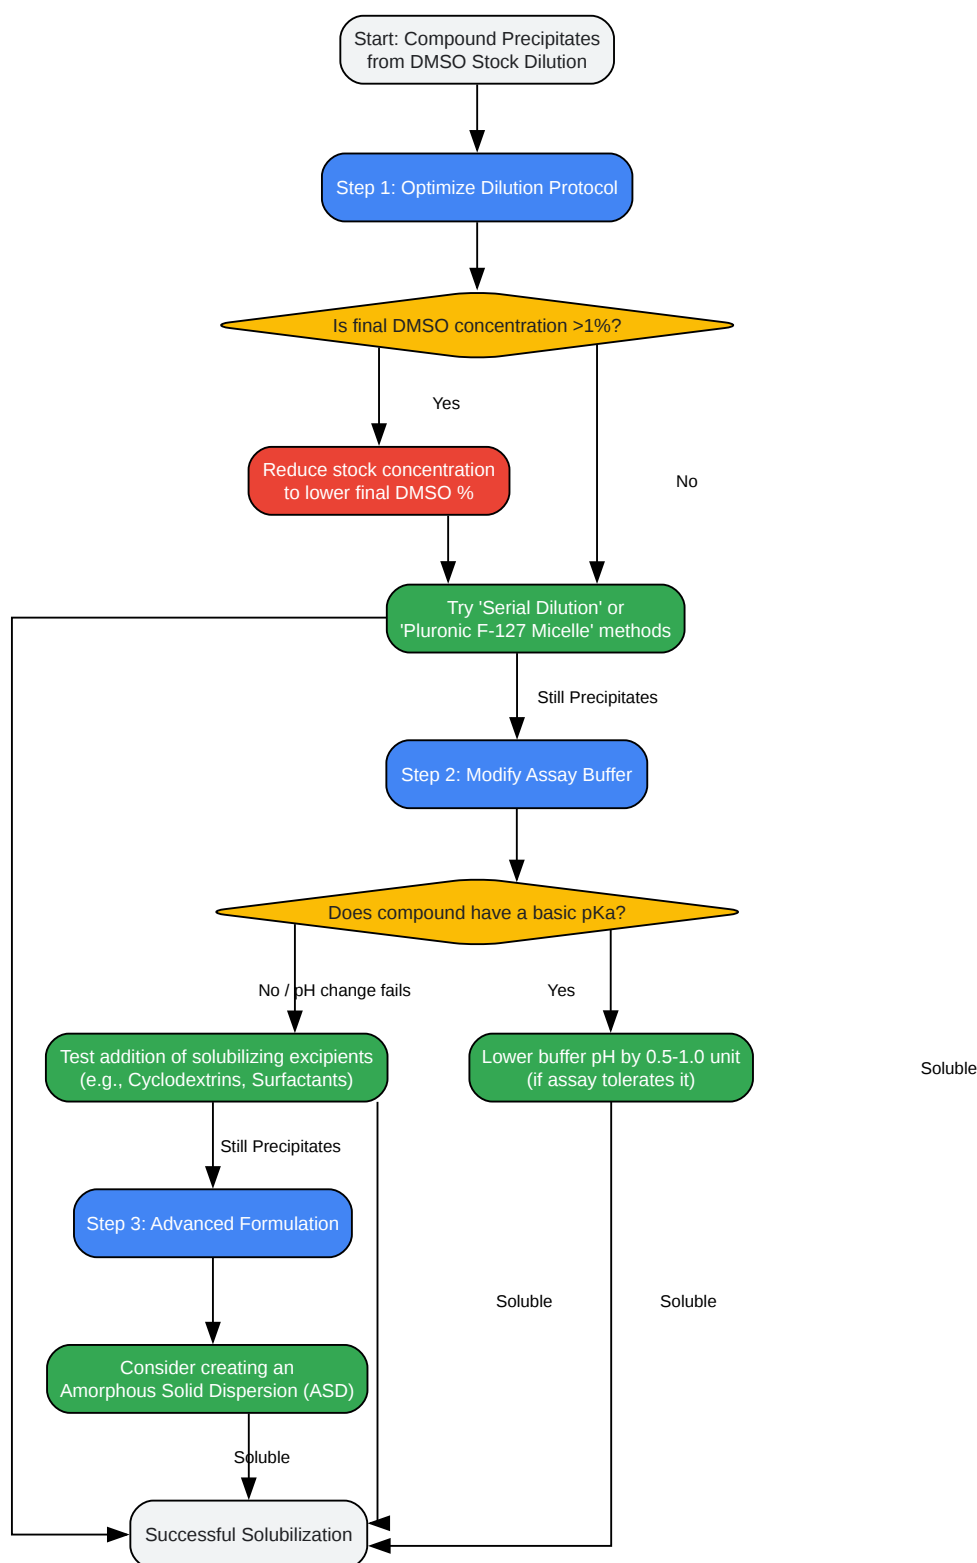 Start: Compound Precipitates
from DMSO Stock Dilution
Step 1: Optimize Dilution Protocol
Is final DMSO concentration >1%?
Yes
Reduce stock concentration
to lower final DMSO %
No
Try 'Serial Dilution' or
'Pluronic F-127 Micelle' methods
Still Precipitates
Step 2: Modify Assay Buffer
Does compound have a basic pKa?
No / pH change fails
Yes
Test addition of solubilizing excipients
(e.g., Cyclodextrins, Surfactants)
Lower buffer pH by 0.5-1.0 unit
(if assay tolerates it)
Soluble
Still Precipitates
Step 3: Advanced Formulation
Soluble
Soluble
Consider creating an
Amorphous Solid Dispersion (ASD)
Soluble
Successful Solubilization